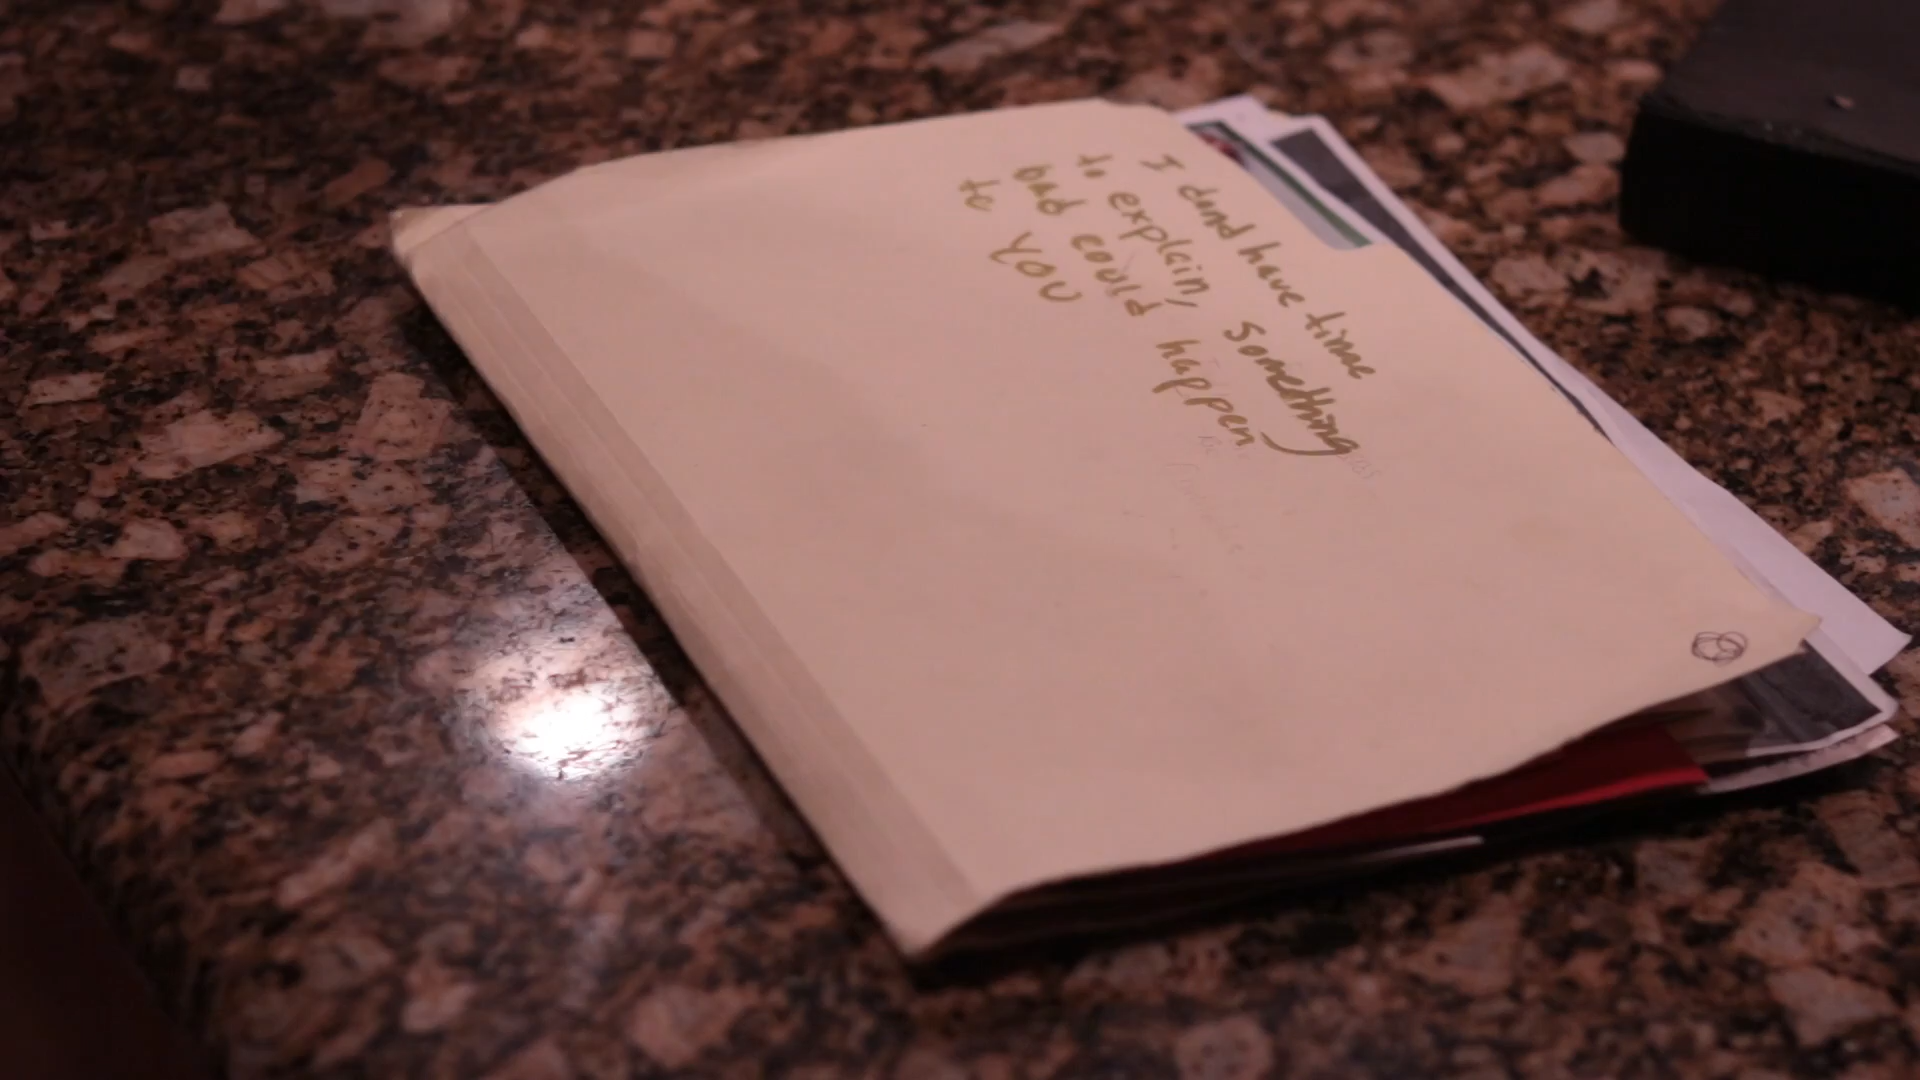 I dond have time
to explain, something
bad could happen
to YOU